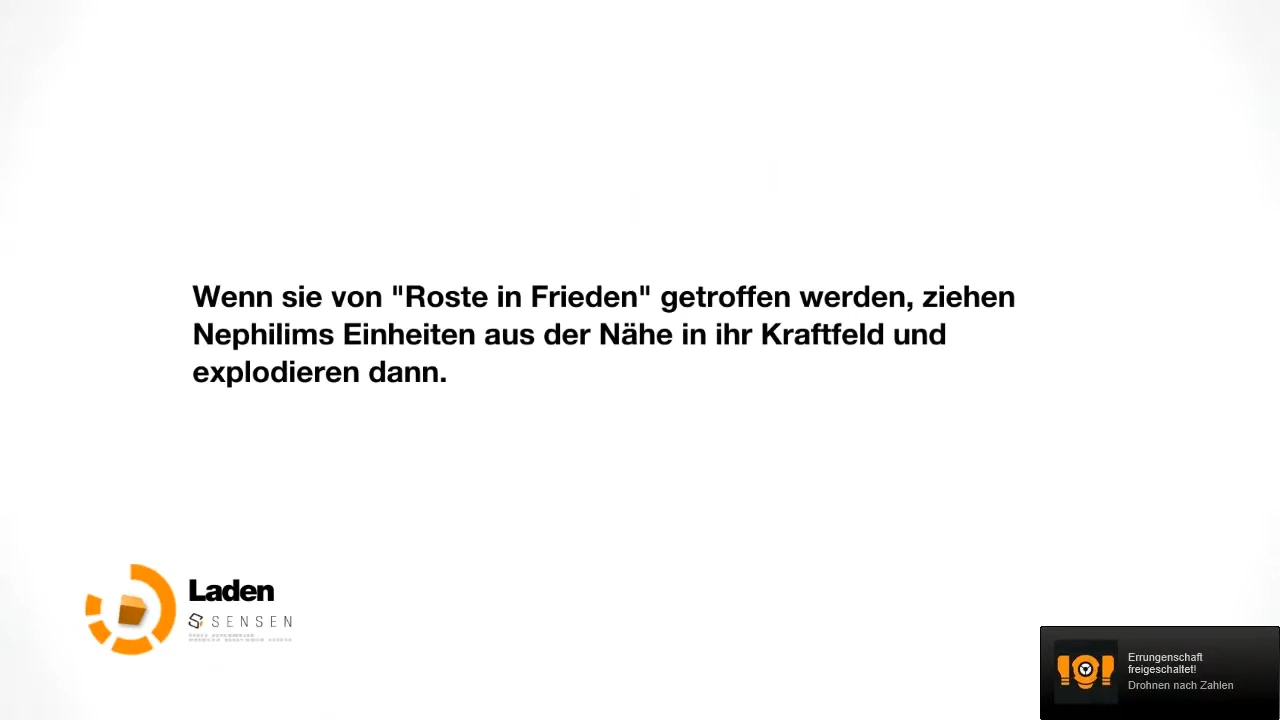 Wenn sie von "Roste in Frieden" getroffen werden, ziehen
Nephilims Einheiten aus der Nähe in ihr Kraftfeld und
explodieren dann.
Laden
SENSEN
Errungenschaft
freigeschaltet!
Drohnen nach Zahlen